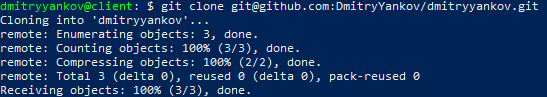 dmitryyankov@client: $ git clone git@github.com:DmitryYankov/dmitryyankov.git
Cloning into 'dmitryyankov'...
remote: Enumerating objects: 3, done.
remote: Counting objects: 100% (3/3), done.
remote: Compressing objects: 100% (2/2), done.
remote: Total 3 (delta 0), reused 0 (delta 0), pack-reused 0
Receiving objects: 100% (3/3), done.